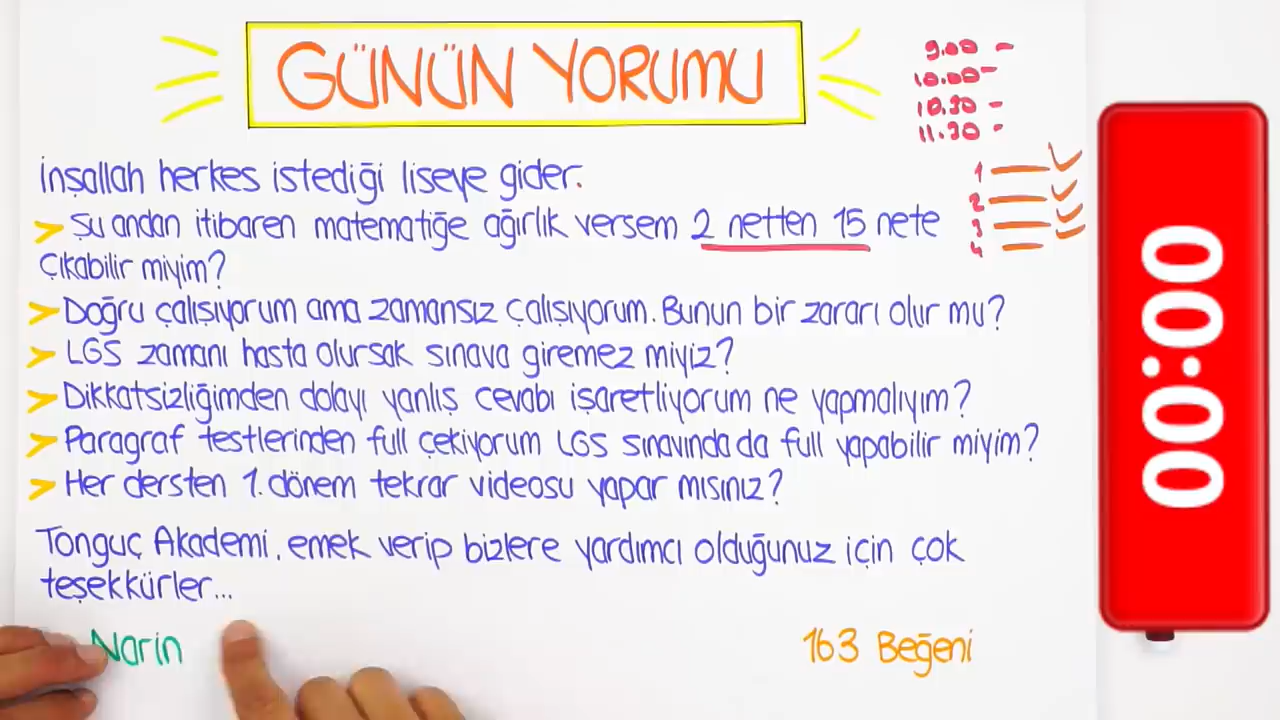 GÜNÜN YORUMU
9.00 -
10.00 -
10.30 -
11.30 -
1
2
3
4
İnşallah herkes istediği liseye gider.
➤ Şu andan itibaren matematiğe ağırlık versem 2 netten 15 nete
çıkabilir miyim?
➤ Doğru çalışıyorum ama zamansız çalışıyorum. Bunun bir zararı olur mu?
➤ LGS zamanı hasta olursak sınava giremez miyiz?
➤ Dikkatsizliğimden dolayı yanlış cevabı işaretliyorum ne yapmalıyım?
➤ Paragraf testlerinden full çekiyorum LGS sınavında da full yapabilir miyim?
➤ Her dersten 1. dönem tekrar videosu yapar mısınız?
Tonguç Akademi, emek verip bizlere yardımcı olduğunuz için çok
teşekkürler...
Narin
163 Beğeni
00:00